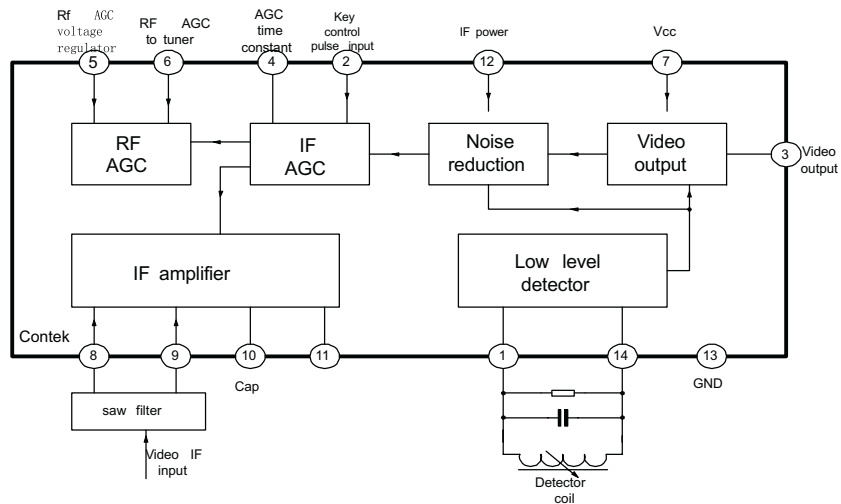 Rf AGC
voltage
regulator
RF AGC
to tuner
AGC
time
constant
Key
control
pulse input
IF power
Vcc
5
6
4
2
12
7
RF
AGC
IF
AGC
Noise
reduction
Video
output
3
Video
output
IF amplifier
Low level
detector
Contek
8
9
10
11
1
14
13
Cap
GND
saw filter
Video IF
input
Detector
coil